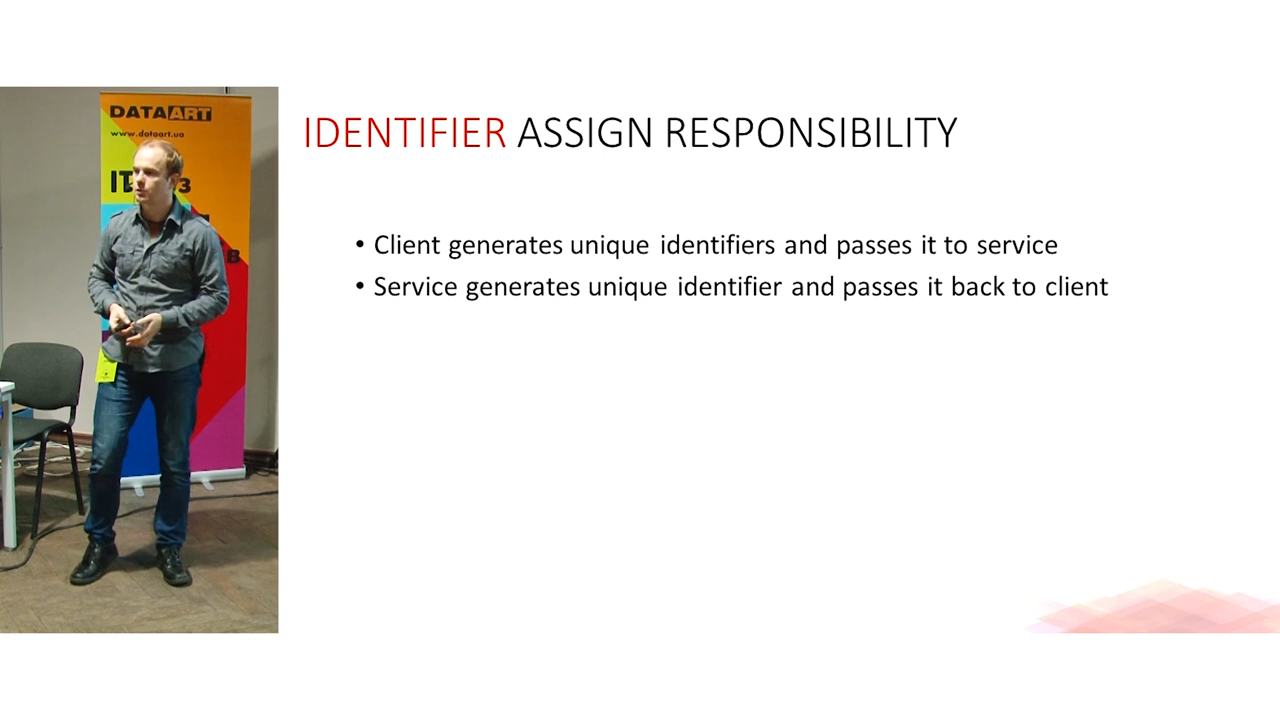 DATAART
www.dataart.ua
IT
З
В
IDENTIFIER ASSIGN RESPONSIBILITY
• Client generates unique identifiers and passes it to service
• Service generates unique identifier and passes it back to client